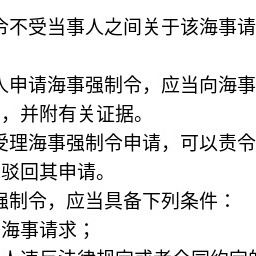 令不受当事人之间关于该海事请
人申请海事强制令，应当向海事
，并附有关证据。
受理海事强制令申请，可以责令
驳回其申请。
强制令，应当具备下列条件：
海事请求；